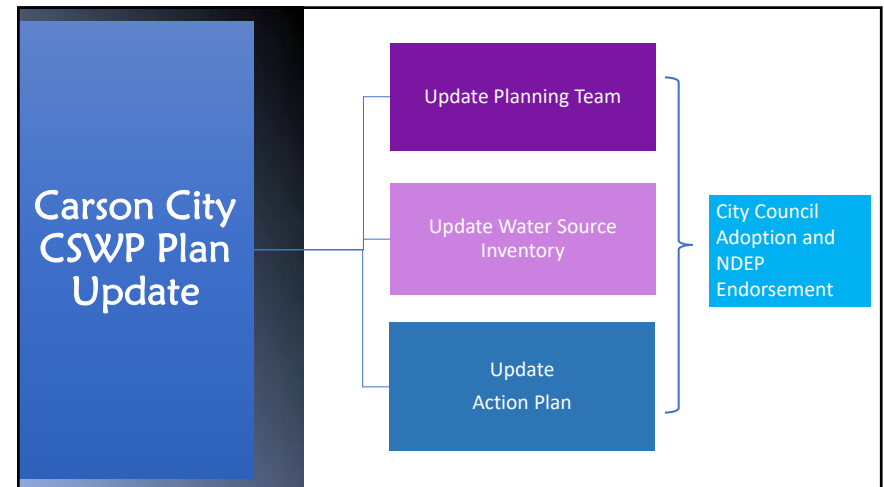 Carson City
CSWP Plan
Update
Update Planning Team
Update Water Source
Inventory
Update
Action Plan
City Council
Adoption and
NDEP
Endorsement